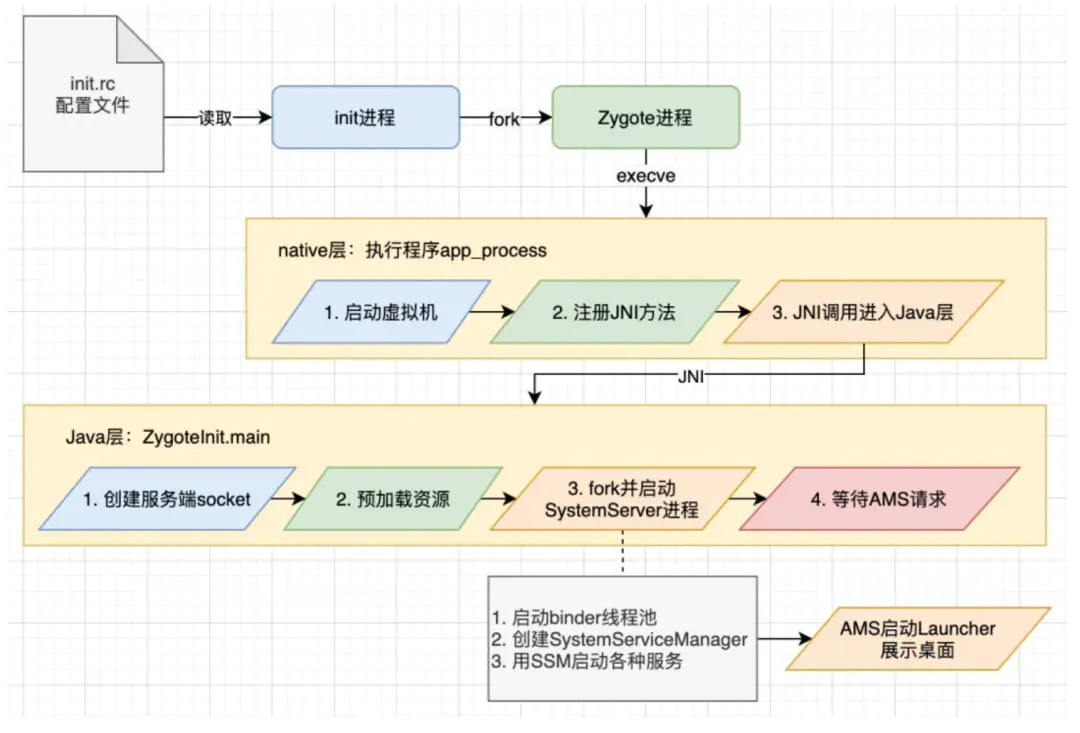 init.rc
配置文件
读取
init进程
fork
Zygote进程
execve
native层：执行程序app_process
1. 启动虚拟机
2. 注册JNI方法
3. JNI调用进入Java层
JNI
Java层：ZygoteInit.main
1. 创建服务端socket
2. 预加载资源
3. fork并启动
SystemServer进程
4. 等待AMS请求
1. 启动binder线程池
2. 创建SystemServiceManager
3. 用SSM启动各种服务
AMS启动Launcher
展示桌面